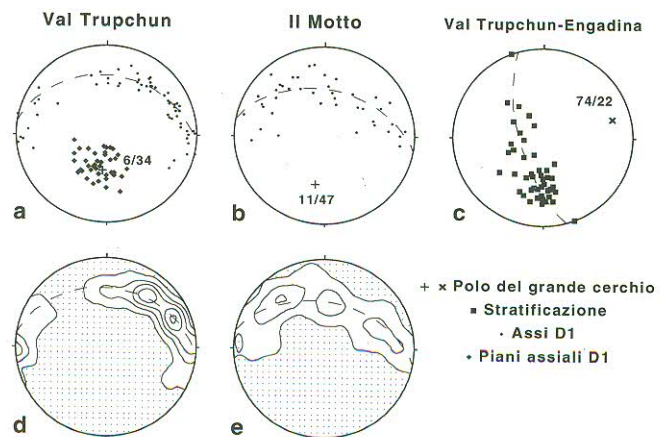 Val Trupchun
Il Motto
Val Trupchun-Engadina
6/34
11/47
74/22
a
b
c
+ × Polo del grande cerchio
■ Stratificazione
· Assi D1
◆ Piani assiali D1
d
e